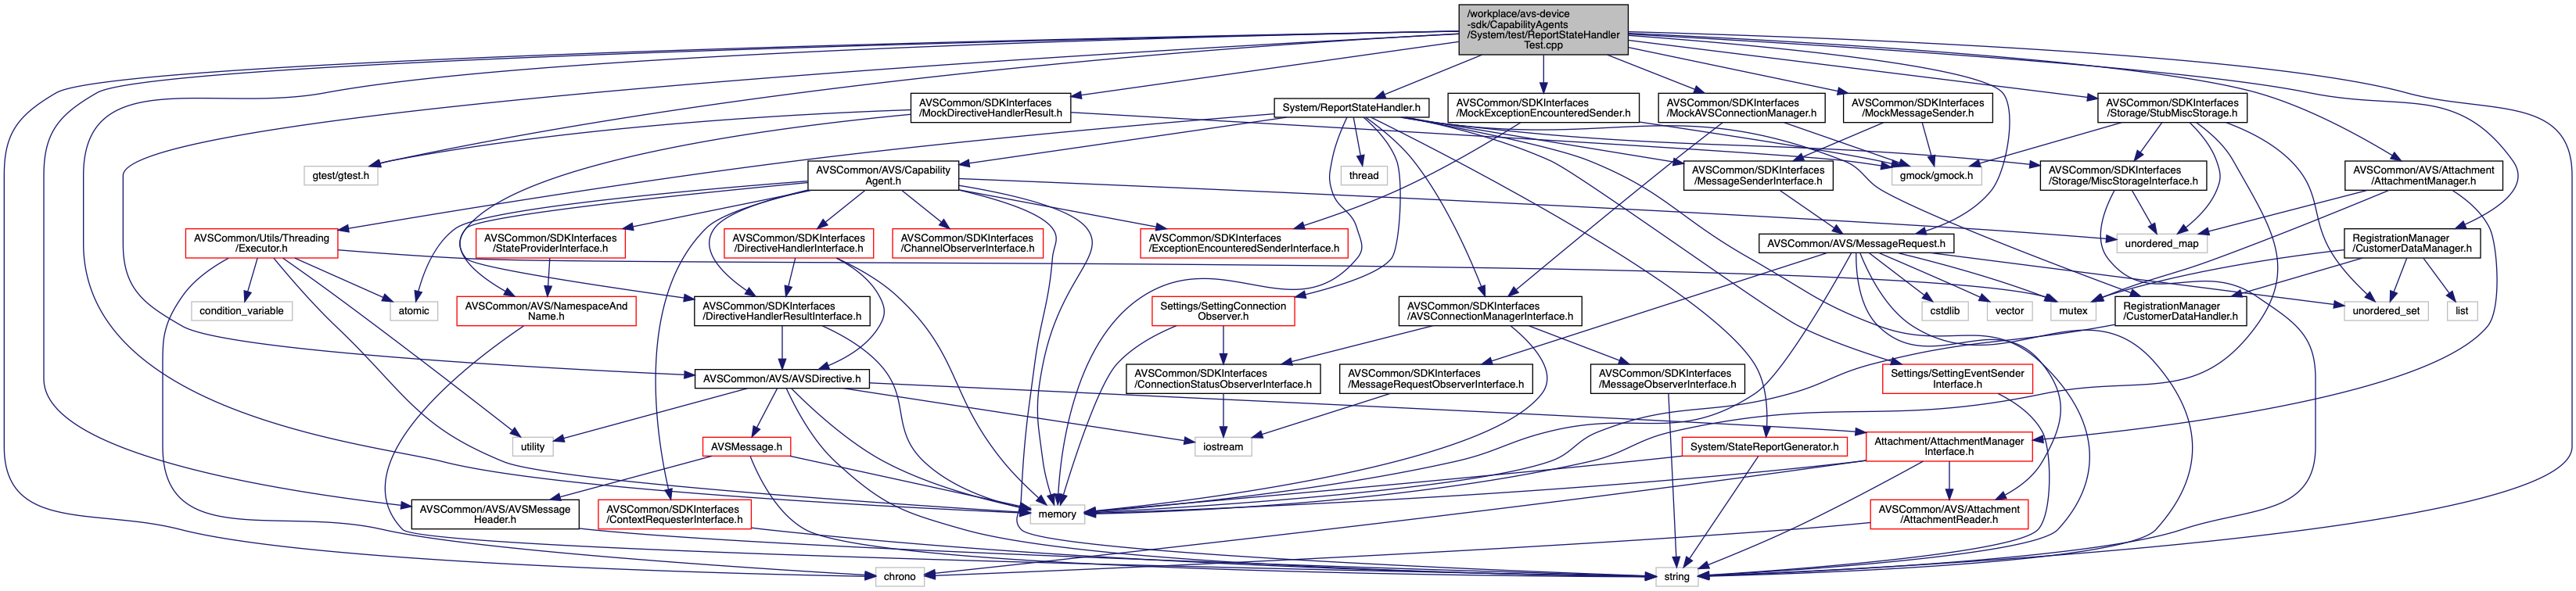 /workplace/avs-device
-sdk/CapabilityAgents
/System/test/ReportStateHandler
Test.cpp
AVSCommon/SDKInterfaces
/MockDirectiveHandlerResult.h
System/ReportStateHandler.h
AVSCommon/SDKInterfaces
/MockExceptionEncounteredSender.h
AVSCommon/SDKInterfaces
/MockAVSConnectionManager.h
AVSCommon/SDKInterfaces
/MockMessageSender.h
AVSCommon/SDKInterfaces
/Storage/StubMiscStorage.h
gtest/gtest.h
AVSCommon/AVS/Capability
Agent.h
thread
AVSCommon/SDKInterfaces
/MessageSenderInterface.h
gmock/gmock.h
AVSCommon/SDKInterfaces
/Storage/MiscStorageInterface.h
AVSCommon/AVS/Attachment
/AttachmentManager.h
AVSCommon/Utils/Threading
/Executor.h
AVSCommon/SDKInterfaces
/StateProviderInterface.h
AVSCommon/SDKInterfaces
/DirectiveHandlerInterface.h
AVSCommon/SDKInterfaces
/ChannelObserverInterface.h
AVSCommon/SDKInterfaces
/ExceptionEncounteredSenderInterface.h
AVSCommon/AVS/MessageRequest.h
unordered_map
RegistrationManager
/CustomerDataManager.h
condition_variable
atomic
AVSCommon/AVS/NamespaceAnd
Name.h
AVSCommon/SDKInterfaces
/DirectiveHandlerResultInterface.h
Settings/SettingConnection
Observer.h
AVSCommon/SDKInterfaces
/AVSConnectionManagerInterface.h
cstdlib
vector
mutex
RegistrationManager
/CustomerDataHandler.h
unordered_set
list
AVSCommon/AVS/AVSDirective.h
AVSCommon/SDKInterfaces
/ConnectionStatusObserverInterface.h
AVSCommon/SDKInterfaces
/MessageRequestObserverInterface.h
AVSCommon/SDKInterfaces
/MessageObserverInterface.h
Settings/SettingEventSender
Interface.h
utility
AVSMessage.h
iostream
System/StateReportGenerator.h
Attachment/AttachmentManager
Interface.h
AVSCommon/AVS/AVSMessage
Header.h
AVSCommon/SDKInterfaces
/ContextRequesterInterface.h
memory
AVSCommon/AVS/Attachment
/AttachmentReader.h
chrono
string